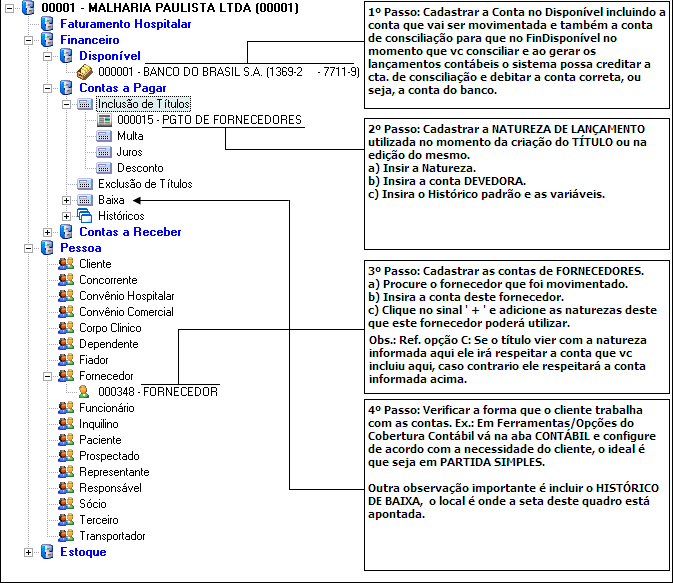 00001 - MALHARIA PAULISTA LTDA (00001)
Faturamento Hospitalar
Financeiro
Disponível
000001 - BANCO DO BRASIL S.A. (1369-2 - 7711-9)
Contas a Pagar
Inclusão de Títulos
000015 - PGTO DE FORNECEDORES
Multa
Juros
Desconto
Exclusão de Títulos
Baixa
Históricos
Contas a Receber
Pessoa
Cliente
Concorrente
Convênio Hospitalar
Convênio Comercial
Corpo Clinico
Dependente
Fiador
Fornecedor
000348 - FORNECEDOR
Funcionário
Inquilino
Paciente
Prospectado
Representante
Responsável
Sócio
Terceiro
Transportador
Estoque
1º Passo: Cadastrar a Conta no Disponível incluindo a
conta que vai ser movimentada e também a conta
de consciliação para que no FinDisponível no
momento que vc consciliar e ao gerar os
lançamentos contábeis o sistema possa creditar a
cta. de consciliação e debitar a conta correta, ou
seja, a conta do banco.
2º Passo: Cadastrar a NATUREZA DE LANÇAMENTO
utilizada no momento da criação do TÍTULO ou na
edição do mesmo.
a) Insir a Natureza.
b) Insira a conta DEVEDORA.
c) Insira o Histórico padrão e as variáveis.
3º Passo: Cadastrar as contas de FORNECEDORES.
a) Procure o fornecedor que foi movimentado.
b) Insira a conta deste fornecedor.
c) Clique no sinal ' + ' e adicione as naturezas deste
que este fornecedor poderá utilizar.
Obs.: Ref. opção C: Se o título vier com a natureza
informada aqui ele irá respeitar a conta que vc
incluiu aqui, caso contrario ele respeitará a conta
informada acima.
4º Passo: Verificar a forma que o cliente trabalha
com as contas. Ex.: Em Ferramentas/Opções do
Cobertura Contábil vá na aba CONTÁBIL e configure
de acordo com a necessidade do cliente, o ideal é
que seja em PARTIDA SIMPLES.
Outra observação importante é incluir o HISTÓRICO
DE BAIXA, o local é onde a seta deste quadro está
apontada.